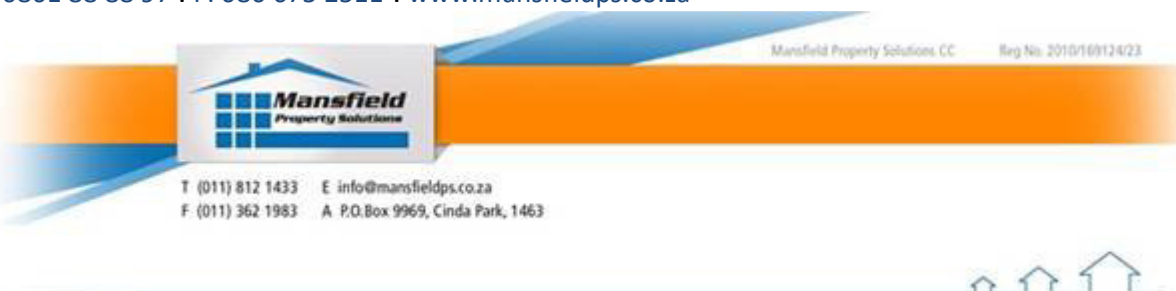 Mansfield Property Solutions CC Reg No. 2010/169124/23
Mansfield
Property Solutions
T (011) 812 1433 E info@mansfieldps.co.za
F (011) 362 1983 A P.O.Box 9969, Cinda Park, 1463